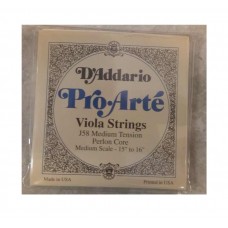 D'Addario
Pro·Arté
Viola Strings
J58 Medium Tension
Perlon Core
Medium Scale - 15" to 16"
Made in USA
Printed in USA